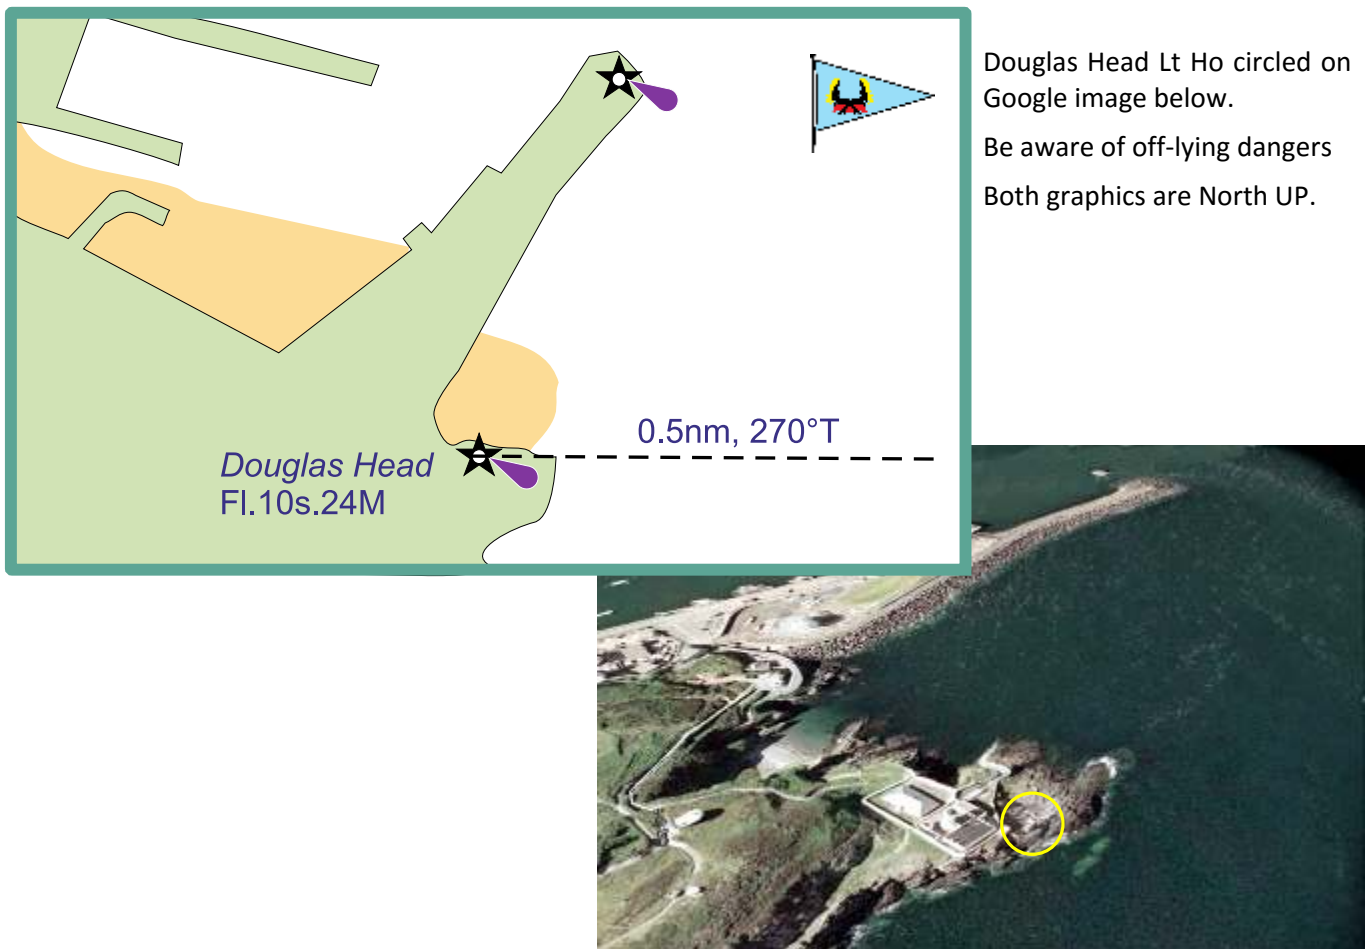 Douglas Head Lt Ho circled on
Google image below.
Be aware of off-lying dangers
Both graphics are North UP.
0.5nm, 270°T
Douglas Head
Fl.10s.24M